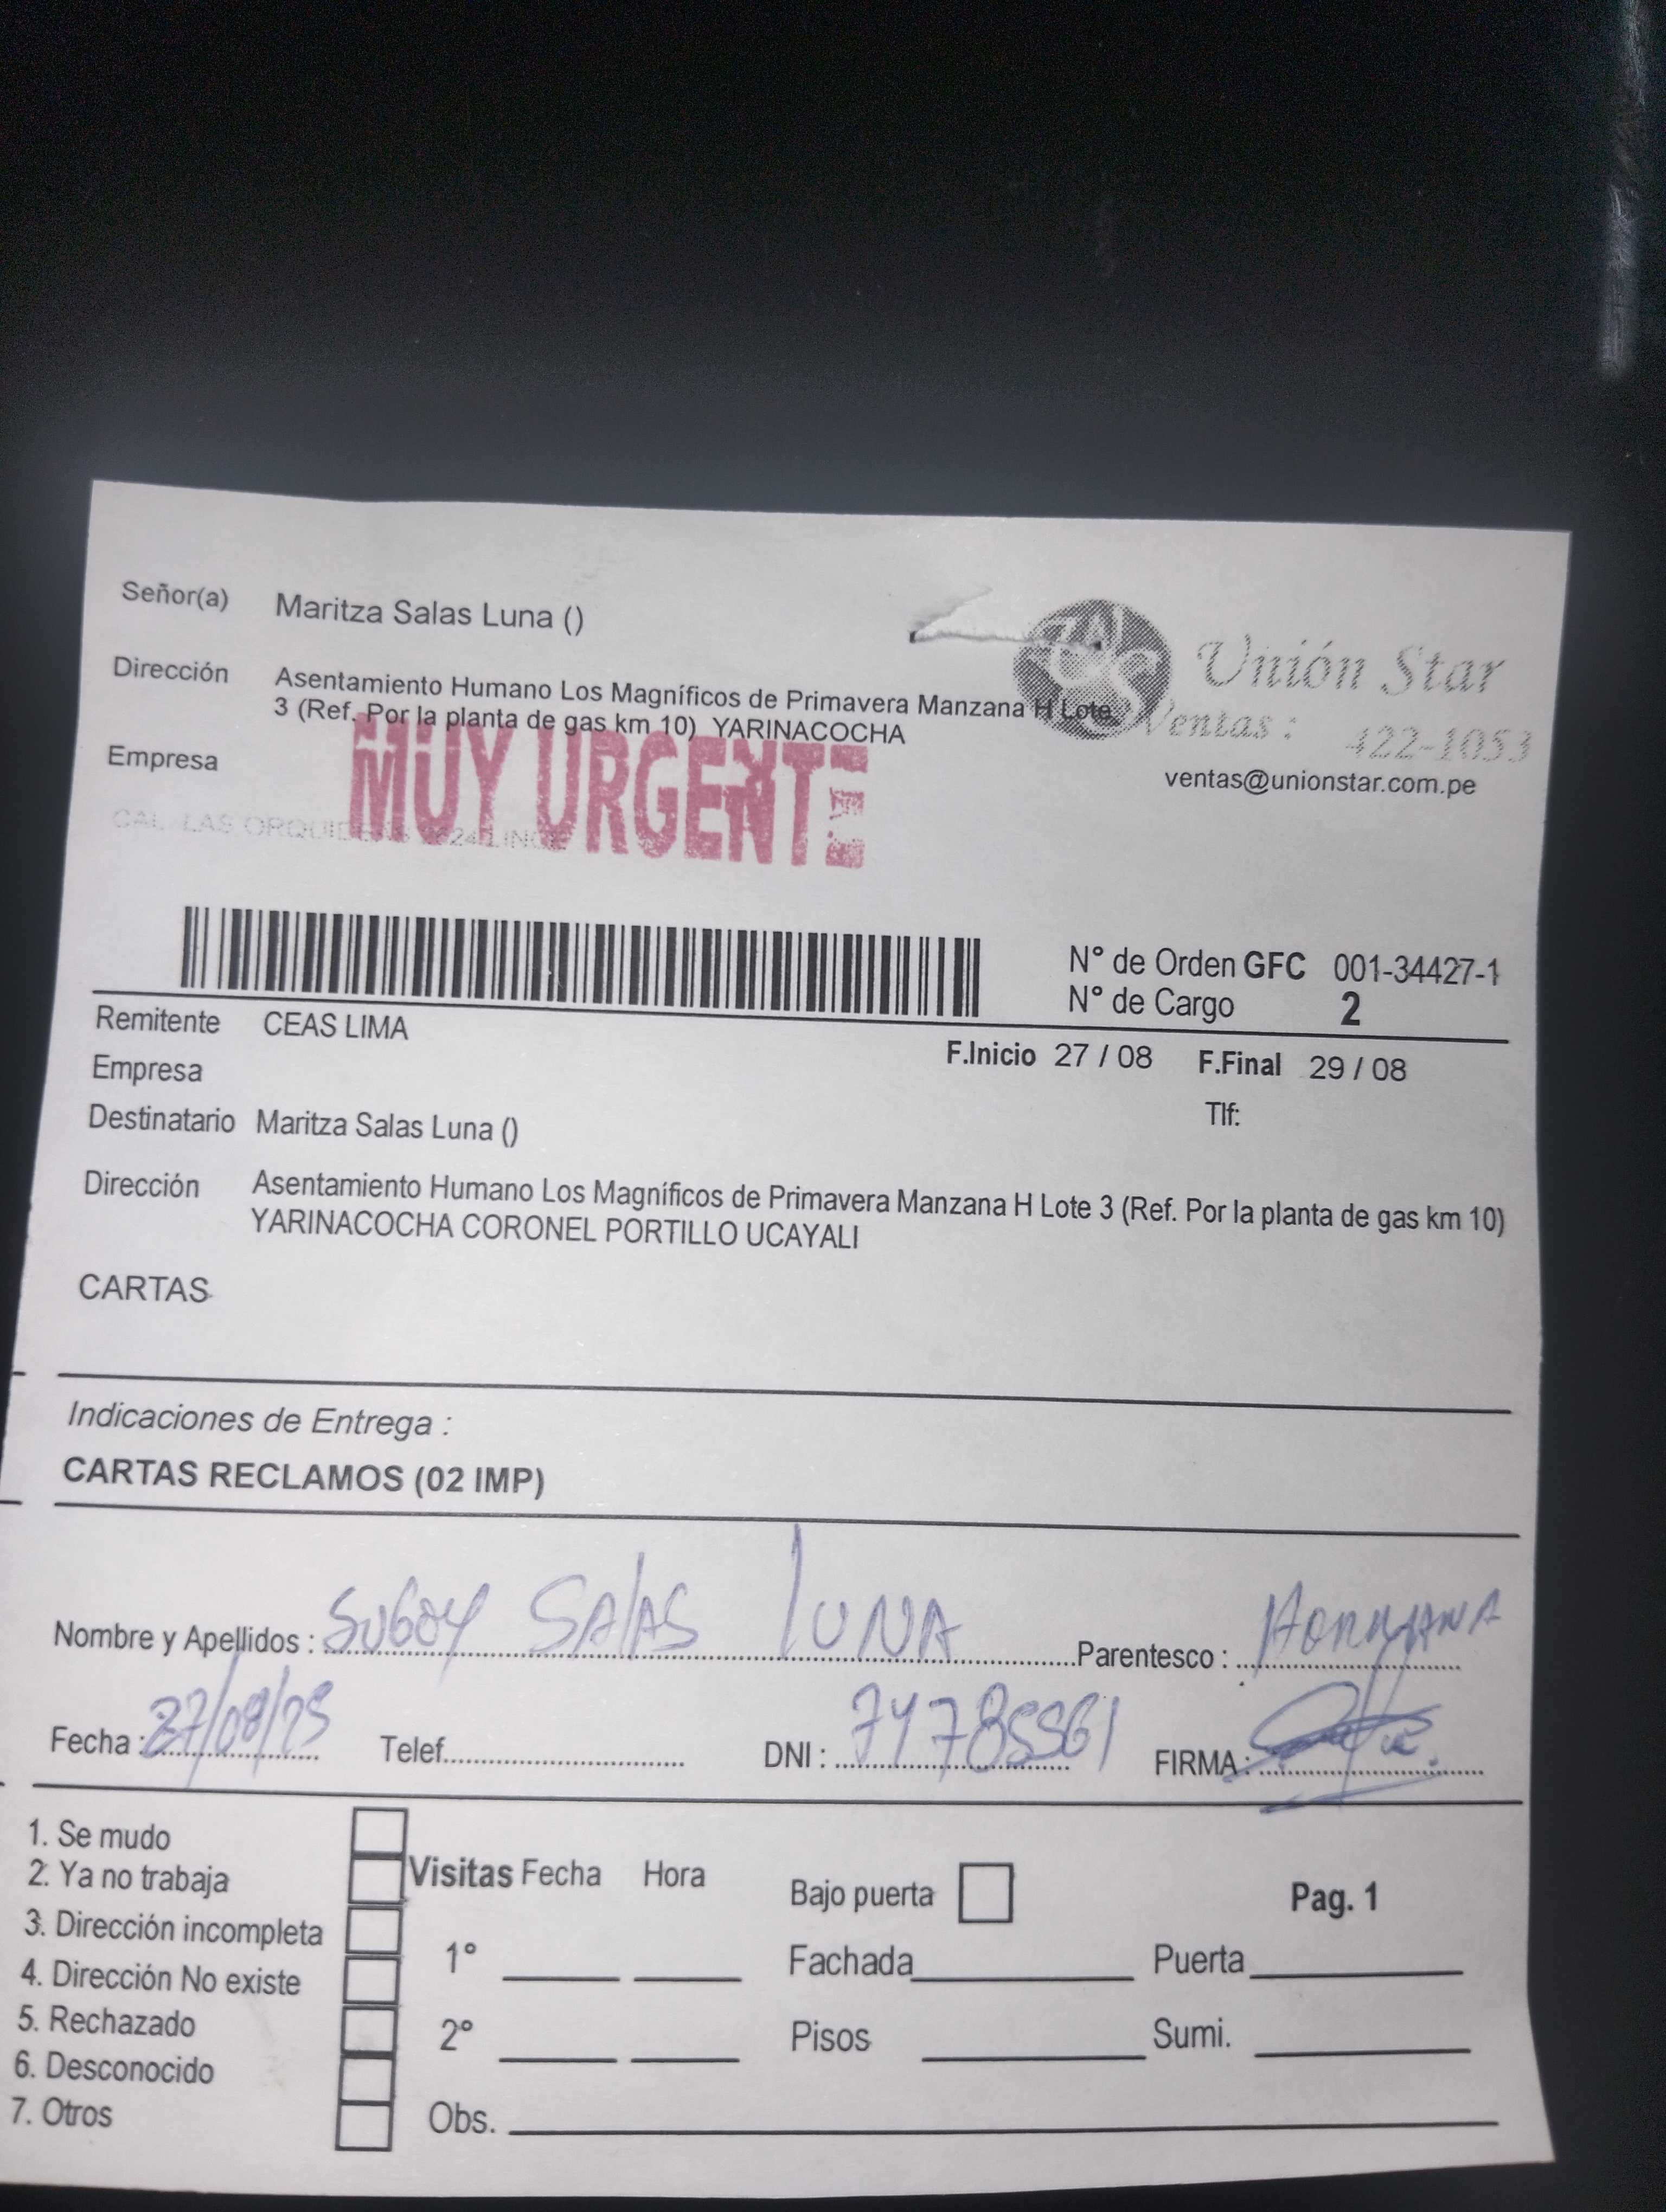 Señor(a) Maritza Salas Luna ()
Dirección Asentamiento Humano Los Magníficos de Primavera Manzana H Lote
3 (Ref. Por la planta de gas km 10) YARINACOCHA
Empresa
MUY URGENTE
CAL. LAS ORQUIDEAS
Unión Star
Ventas : 422-1053
ventas@unionstar.com.pe
N° de Orden GFC 001-34427-1
N° de Cargo 2
Remitente CEAS LIMA
F.Inicio 27 / 08 F.Final 29 / 08
Empresa
Tlf:
Destinatario Maritza Salas Luna ()
Dirección Asentamiento Humano Los Magníficos de Primavera Manzana H Lote 3 (Ref. Por la planta de gas km 10)
YARINACOCHA CORONEL PORTILLO UCAYALI
CARTAS
Indicaciones de Entrega :
CARTAS RECLAMOS (02 IMP)
Nombre y Apellidos : SALAS LUNA Parentesco :
Fecha : 27/08/25 Telef. DNI : FIRMA :
1. Se mudo
2. Ya no trabaja
3. Dirección incompleta
4. Dirección No existe
5. Rechazado
6. Desconocido
7. Otros
Visitas Fecha Hora
1°
2°
Obs.
Bajo puerta
Pag. 1
Fachada Puerta
Pisos Sumi.